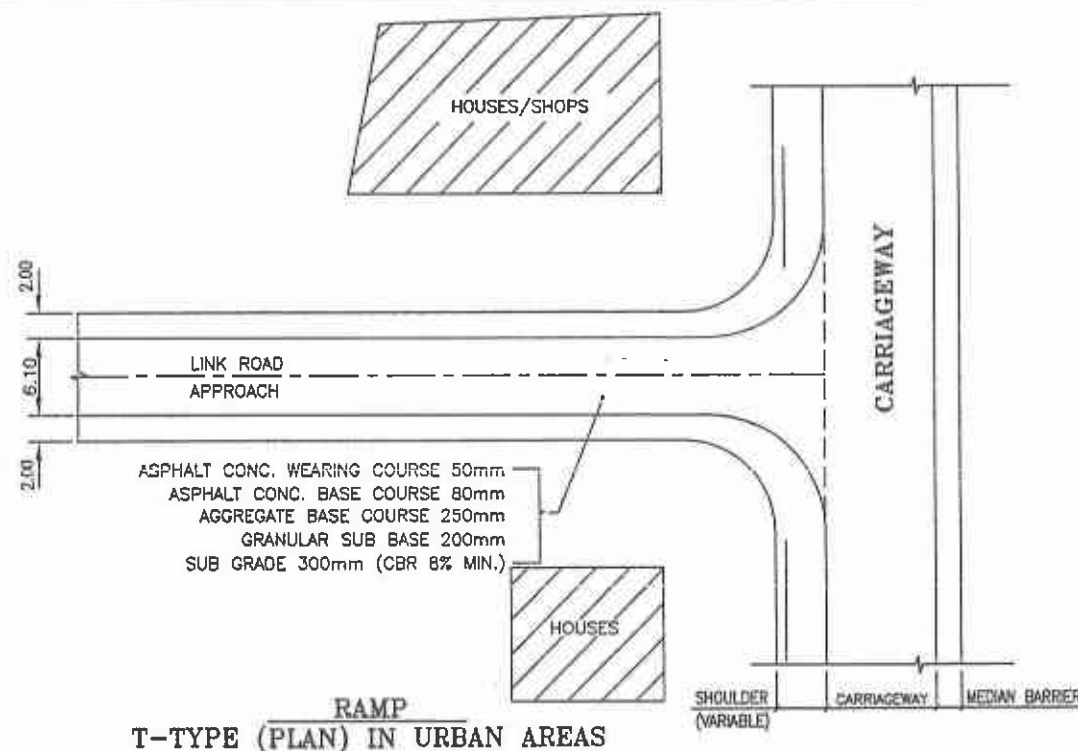 HOUSES/SHOPS
CARRIAGEWAY
2.00
6.10
2.00
LINK ROAD
APPROACH
ASPHALT CONC. WEARING COURSE 50mm
ASPHALT CONC. BASE COURSE 80mm
AGGREGATE BASE COURSE 250mm
GRANULAR SUB BASE 200mm
SUB GRADE 300mm (CBR 8% MIN.)
HOUSES
SHOULDER
(VARIABLE)
CARRIAGEWAY
MEDIAN BARRIER
RAMP
T-TYPE (PLAN) IN URBAN AREAS